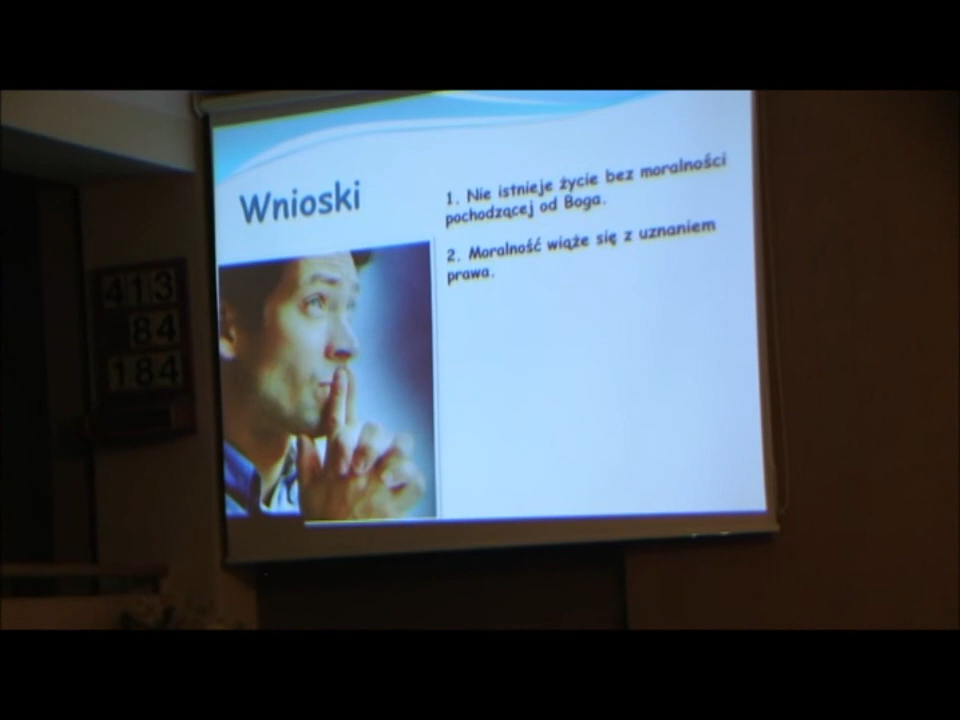 Wnioski
1. Nie istnieje życie bez moralności
pochodzącej od Boga.
2. Moralność wiąże się z uznaniem
prawa.
413
84
184